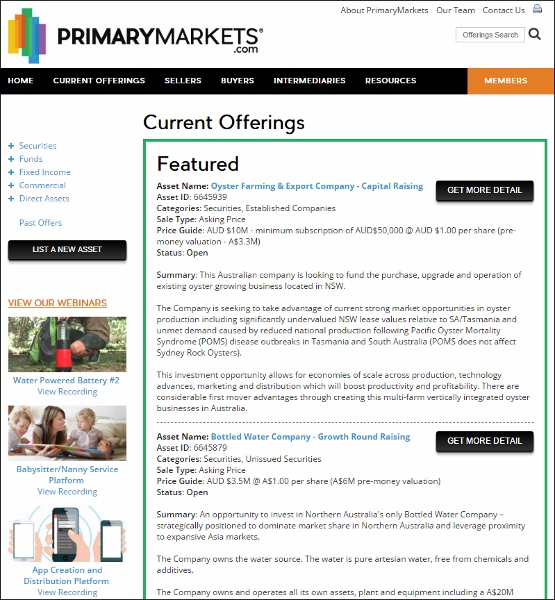 About PrimaryMarkets Our Team Contact Us
PRIMARYMARKETS®
.com
Offerings Search
HOME CURRENT OFFERINGS SELLERS BUYERS INTERMEDIARIES RESOURCES MEMBERS
Current Offerings
+ Securities
+ Funds
+ Fixed Income
+ Commercial
+ Direct Assets
Past Offers
LIST A NEW ASSET
VIEW OUR WEBINARS
Water Powered Battery #2
View Recording
Babysitter/Nanny Service
Platform
View Recording
App Creation and
Distribution Platform
View Recording
Featured
Asset Name: Oyster Farming & Export Company - Capital Raising
GET MORE DETAIL
Asset ID: 6645939
Categories: Securities, Established Companies
Sale Type: Asking Price
Price Guide: AUD $10M - minimum subscription of AUD$50,000 @ AUD $1.00 per share (pre-
money valuation - A$3.3M)
Status: Open
Summary: This Australian company is looking to fund the purchase, upgrade and operation of
existing oyster growing business located in NSW.
The Company is seeking to take advantage of current strong market opportunities in oyster
production including significantly undervalued NSW lease values relative to SA/Tasmania and
unmet demand caused by reduced national production following Pacific Oyster Mortality
Syndrome (POMS) disease outbreaks in Tasmania and South Australia (POMS does not affect
Sydney Rock Oysters).
This investment opportunity allows for economies of scale across production, technology
advances, marketing and distribution which will boost productivity and profitability. There are
considerable first mover advantages through creating this multi-farm vertically integrated oyster
businesses in Australia.
Asset Name: Bottled Water Company - Growth Round Raising
GET MORE DETAIL
Asset ID: 6645879
Categories: Securities, Unissued Securities
Sale Type: Asking Price
Price Guide: AUD $3.5M @ A$1.00 per share (A$6M pre-money valuation)
Status: Open
Summary: An opportunity to invest in Northern Australia's only Bottled Water Company –
strategically positioned to dominate market share in Northern Australia and leverage proximity
to expansive Asia markets.
The Company owns the water source. The water is pure artesian water, free from chemicals and
additives.
The Company owns and operates all its own assets, plant and equipment including a A$20M